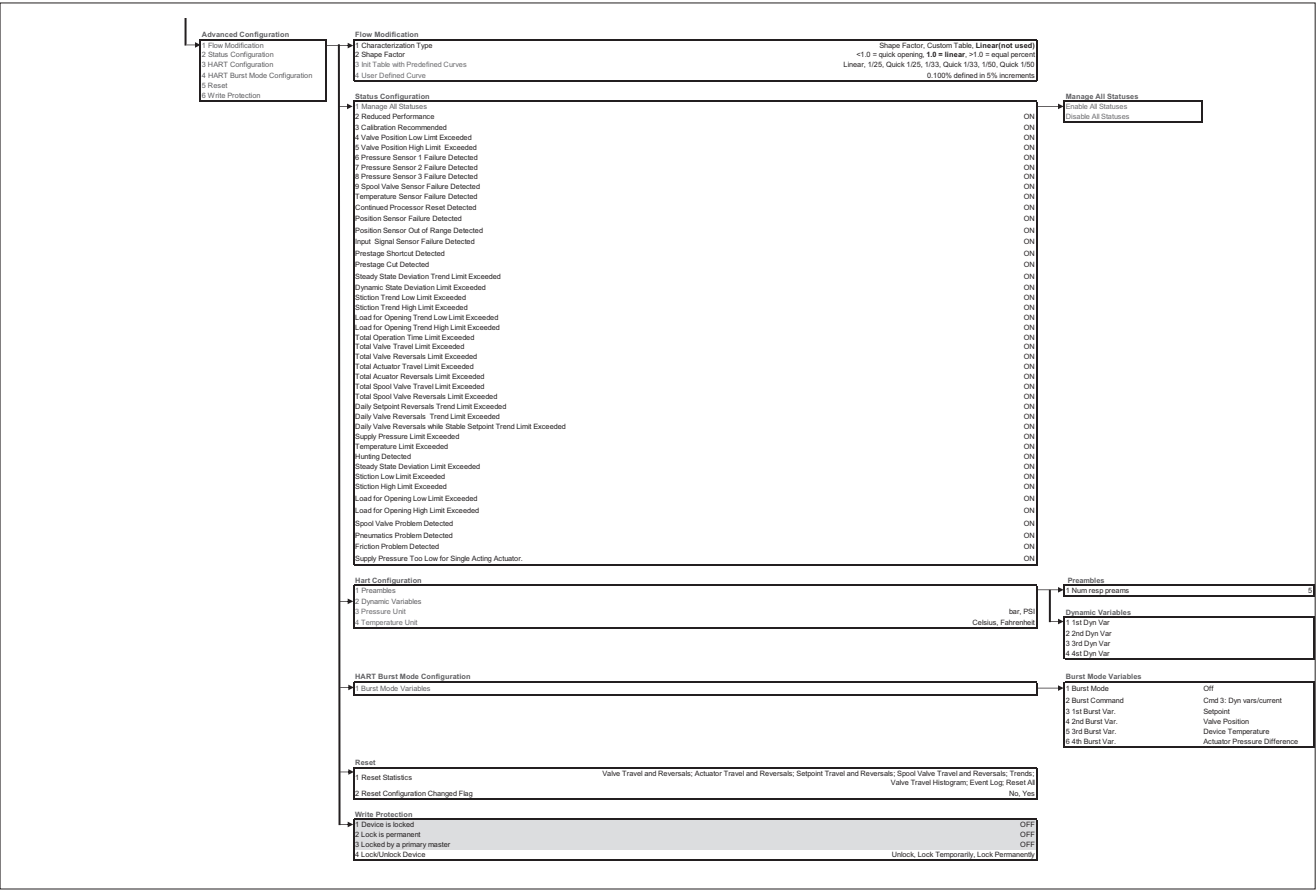 Advanced Configuration
1 Flow Modification
2 Status Configuration
3 HART Configuration
4 HART Burst Mode Configuration
5 Reset
6 Write Protection
Flow Modification
1 Characterization Type Shape Factor, Custom Table, Linear(not used)
2 Shape Factor <1.0 = quick opening, 1.0 = linear, >1.0 = equal percent
3 Init Table with Predefined Curves Linear, 1/25, Quick 1/25, 1/33, Quick 1/33, 1/50, Quick 1/50
4 User Defined Curve 0.100% defined in 5% increments
Status Configuration
1 Manage All Statuses
2 Reduced Performance ON
3 Calibration Recommended ON
4 Valve Position Low Limt Exceeded ON
5 Valve Position High Limit Exceeded ON
6 Pressure Sensor 1 Failure Detected ON
7 Pressure Sensor 2 Failure Detected ON
8 Pressure Sensor 3 Failure Detected ON
9 Spool Valve Sensor Failure Detected ON
Temperature Sensor Failure Detected ON
Continued Processor Reset Detected ON
Position Sensor Failure Detected ON
Position Sensor Out of Range Detected ON
Input Signal Sensor Failure Detected ON
Prestage Shortcut Detected ON
Prestage Cut Detected ON
Steady State Deviation Trend Limit Exceeded ON
Dynamic State Deviation Limit Exceeded ON
Stiction Trend Low Limit Exceeded ON
Stiction Trend High Limit Exceeded ON
Load for Opening Trend Low Limit Exceeded ON
Load for Opening Trend High Limit Exceeded ON
Total Operation Time Limit Exceeded ON
Total Valve Travel Limit Exceeded ON
Total Valve Reversals Limit Exceeded ON
Total Actuator Travel Limit Exceeded ON
Total Acuator Reversals Limit Exceeded ON
Total Spool Valve Travel Limit Exceeded ON
Total Spool Valve Reversals Limit Exceeded ON
Daily Setpoint Reversals Trend Limit Exceeded ON
Daily Valve Reversals Trend Limit Exceeded ON
Daily Valve Reversals while Stable Setpoint Trend Limit Exceeded ON
Supply Pressure Limit Exceeded ON
Temperature Limit Exceeded ON
Hunting Detected ON
Steady State Deviation Limit Exceeded ON
Stiction Low Limit Exceeded ON
Stiction High Limit Exceeded ON
Load for Opening Low Limit Exceeded ON
Load for Opening High Limit Exceeded ON
Spool Valve Problem Detected ON
Pneumatics Problem Detected ON
Friction Problem Detected ON
Supply Pressure Too Low for Single Acting Actuator. ON
Manage All Statuses
Enable All Statuses
Disable All Statuses
Hart Configuration
1 Preambles
2 Dynamic Variables
3 Pressure Unit bar, PSI
4 Temperature Unit Celsius, Fahrenheit
Preambles
1 Num resp preams 5
Dynamic Variables
1 1st Dyn Var
2 2nd Dyn Var
3 3rd Dyn Var
4 4st Dyn Var
HART Burst Mode Configuration
1 Burst Mode Variables
Burst Mode Variables
1 Burst Mode Off
2 Burst Command Cmd 3: Dyn vars/current
3 1st Burst Var. Setpoint
4 2nd Burst Var. Valve Position
5 3rd Burst Var. Device Temperature
6 4th Burst Var. Actuator Pressure Difference
Reset
1 Reset Statistics Valve Travel and Reversals; Actuator Travel and Reversals; Setpoint Travel and Reversals; Spool Valve Travel and Reversals; Trends;
Valve Travel Histogram; Event Log; Reset All
2 Reset Configuration Changed Flag No, Yes
Write Protection
1 Device is locked OFF
2 Lock is permanent OFF
3 Locked by a primary master OFF
4 Lock/Unlock Device Unlock, Lock Temporarily, Lock Permanently